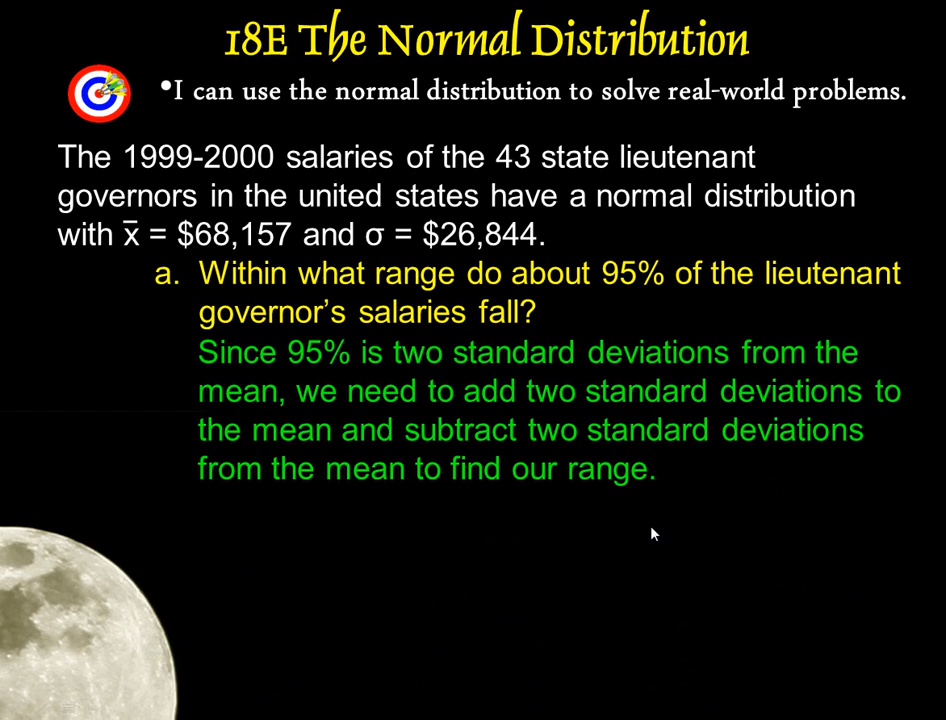 18E The Normal Distribution
•I can use the normal distribution to solve real-world problems.
The 1999-2000 salaries of the 43 state lieutenant
governors in the united states have a normal distribution
with x̅ = $68,157 and σ = $26,844.
a. Within what range do about 95% of the lieutenant
governor’s salaries fall?
Since 95% is two standard deviations from the
mean, we need to add two standard deviations to
the mean and subtract two standard deviations
from the mean to find our range.